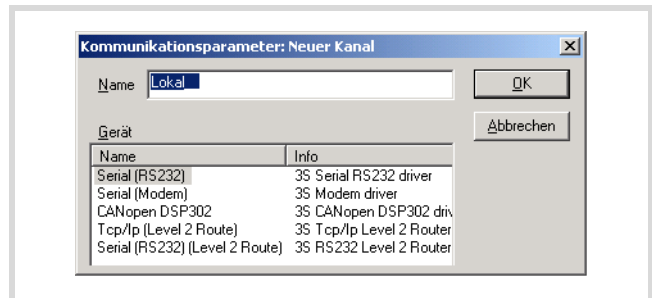 Kommunikationsparameter: Neuer Kanal
Name Lokal OK
Gerät Abbrechen
Name Info
Serial (RS232) 3S Serial RS232 driver
Serial (Modem) 3S Modem driver
CANopen DSP302 3S CANopen DSP302 driv
Tcp/Ip (Level 2 Route) 3S Tcp/Ip Level 2 Router
Serial (RS232) (Level 2 Route) 3S RS232 Level 2 Router